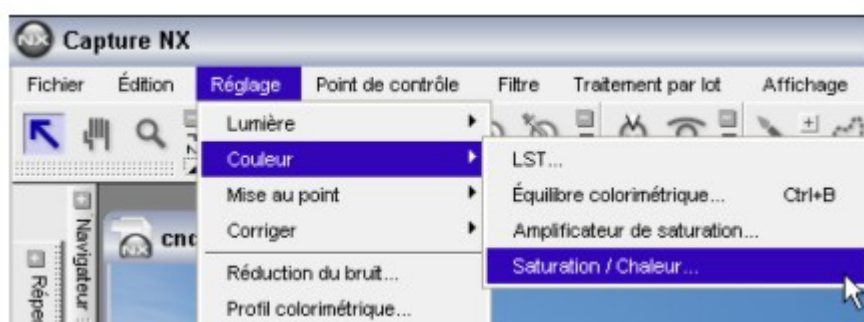 Capture NX
Fichier Édition Réglage Point de contrôle Filtre Traitement par lot Affichage
Lumière
Couleur
LST...
Mise au point
Équilibre colorimétrique... Ctrl+B
Corriger
Amplificateur de saturation...
Saturation / Chaleur...
Réduction du bruit...
Profil colorimétrique...
Navigateur